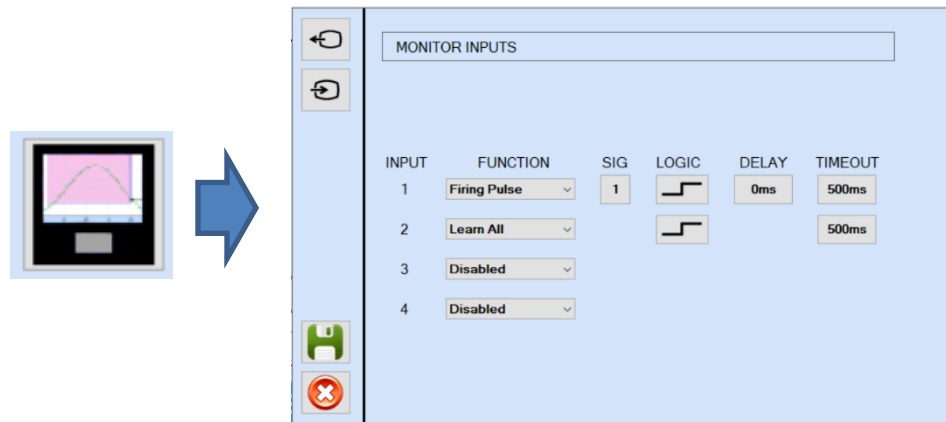 MONITOR INPUTS
INPUT FUNCTION SIG LOGIC DELAY TIMEOUT
1 Firing Pulse 1 0ms 500ms
2 Learn All 500ms
3 Disabled
4 Disabled